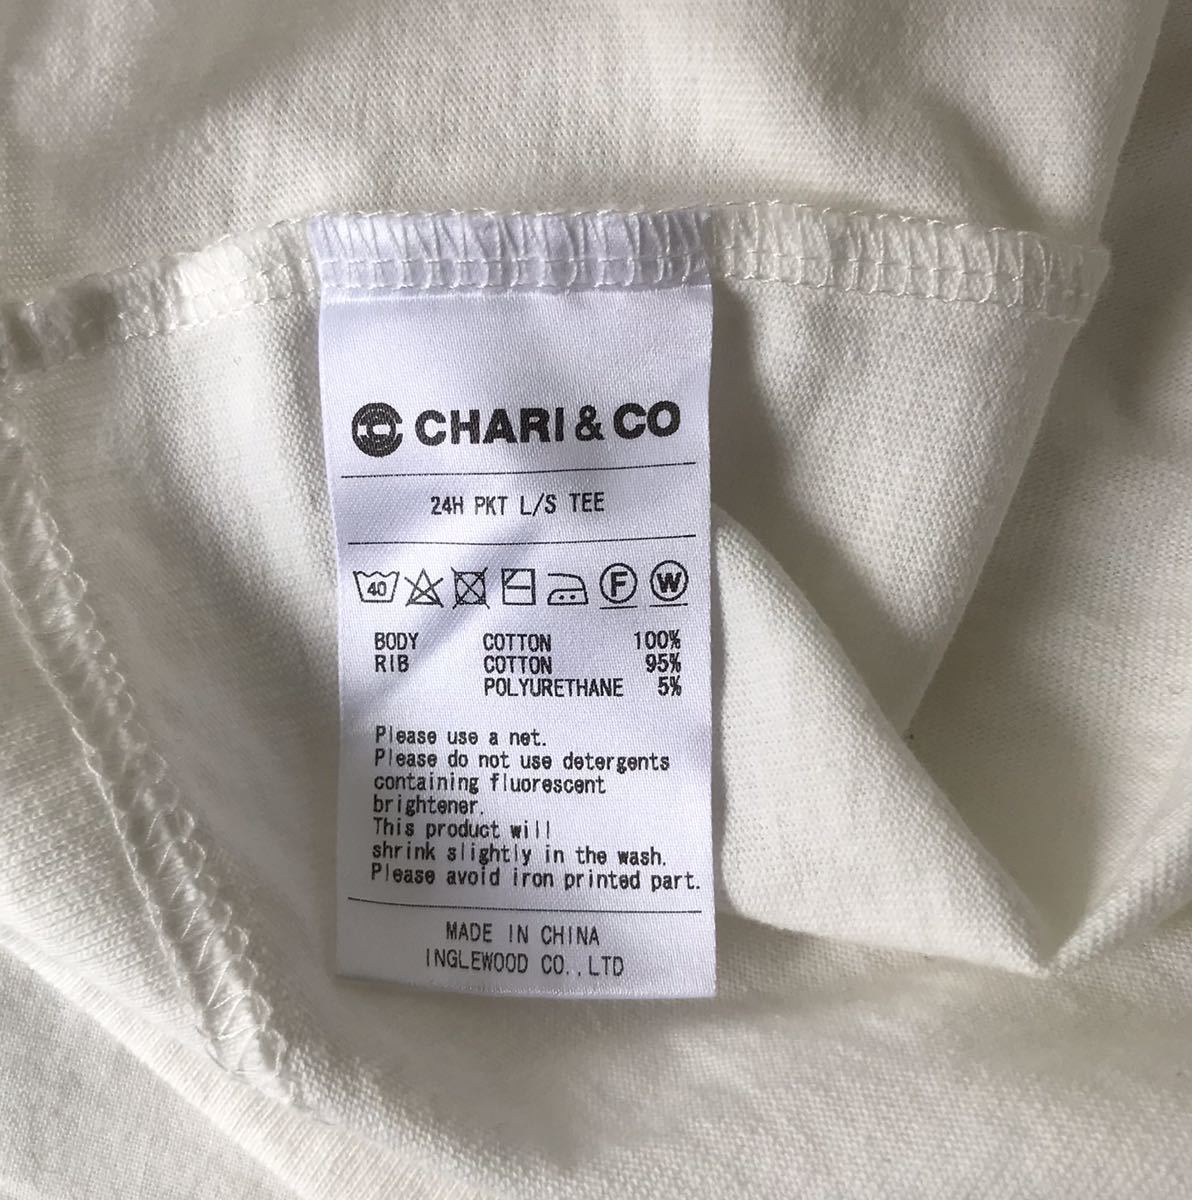 CHARI & CO
24H PKT L/S TEE
40 F W
BODY COTTON 100%
RIB COTTON 95%
POLYURETHANE 5%
Please use a net.
Please do not use detergents
containing fluorescent
brightener.
This product will
shrink slightly in the wash.
Please avoid iron printed part.
MADE IN CHINA
INGLEWOOD CO.,LTD